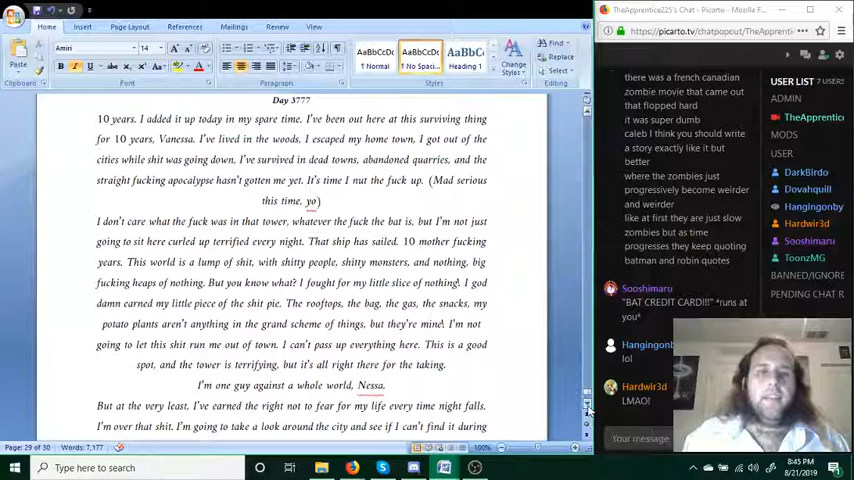 Home
Insert
Page Layout
References
Mailings
Review
View
Paste
Clipboard
Amiri
14
Font
Paragraph
AaBbCcDc
AaBbCcDc
AaBbCc
¶ Normal
¶ No Spaci...
Heading 1
Change
Styles
Styles
Find
Replace
Select
Editing
Day 3777
10 years. I added it up today in my spare time. I've been out here at this surviving thing
for 10 years, Vanessa. I've lived in the woods, I escaped my home town, I got out of the
cities while shit was going down, I've survived in dead towns, abandoned quarries, and the
straight fucking apocalypse hasn't gotten me yet. It's time I nut the fuck up. (Mad serious
this time, yo)
I don't care what the fuck was in that tower, whatever the fuck the bat is, but I'm not just
going to sit here curled up terrified every night. That ship has sailed. 10 mother fucking
years. This world is a lump of shit, with shitty people, shitty monsters, and nothing, big
fucking heaps of nothing. But you know what? I fought for my little slice of nothing! I god
damn earned my little piece of the shit pie. The rooftops, the bag, the gas, the snacks, my
potato plants aren't anything in the grand scheme of things, but they're mine! I'm not
going to let this shit run me out of town. I can't pass up everything here. This is a good
spot, and the tower is terrifying, but it's all right there for the taking.
I'm one guy against a whole world, Nessa.
But at the very least, I've earned the right not to fear for my life every time night falls.
I'm over that shit. I'm going to take a look around the city and see if I can't find it during
Page: 29 of 30
Words: 7,177
100%
Type here to search
8:45 PM
8/21/2019
TheApprentice225's Chat - Picarto - Mozilla F...
https://picarto.tv/chatpopout/TheApprenti
there was a french canadian
zombie movie that came out
that flopped hard
it was super dumb
caleb I think you should write
a story exactly like it but
better
where the zombies just
progressively become weirder
and weirder
like at first they are just slow
zombies but as time
progresses they keep quoting
batman and robin quotes
Sooshimaru
"BAT CREDIT CARD!!!" *runs at
you*
Hangingonb
lol
Hardwir3d
LMAO!
Your message
USER LIST 7 USERS
ADMIN
TheApprentice
MODS
USER
DarkBirdo
Dovahquill
Hangingonby
Hardwir3d
Sooshimaru
ToonzMG
BANNED/IGNORE
PENDING CHAT R